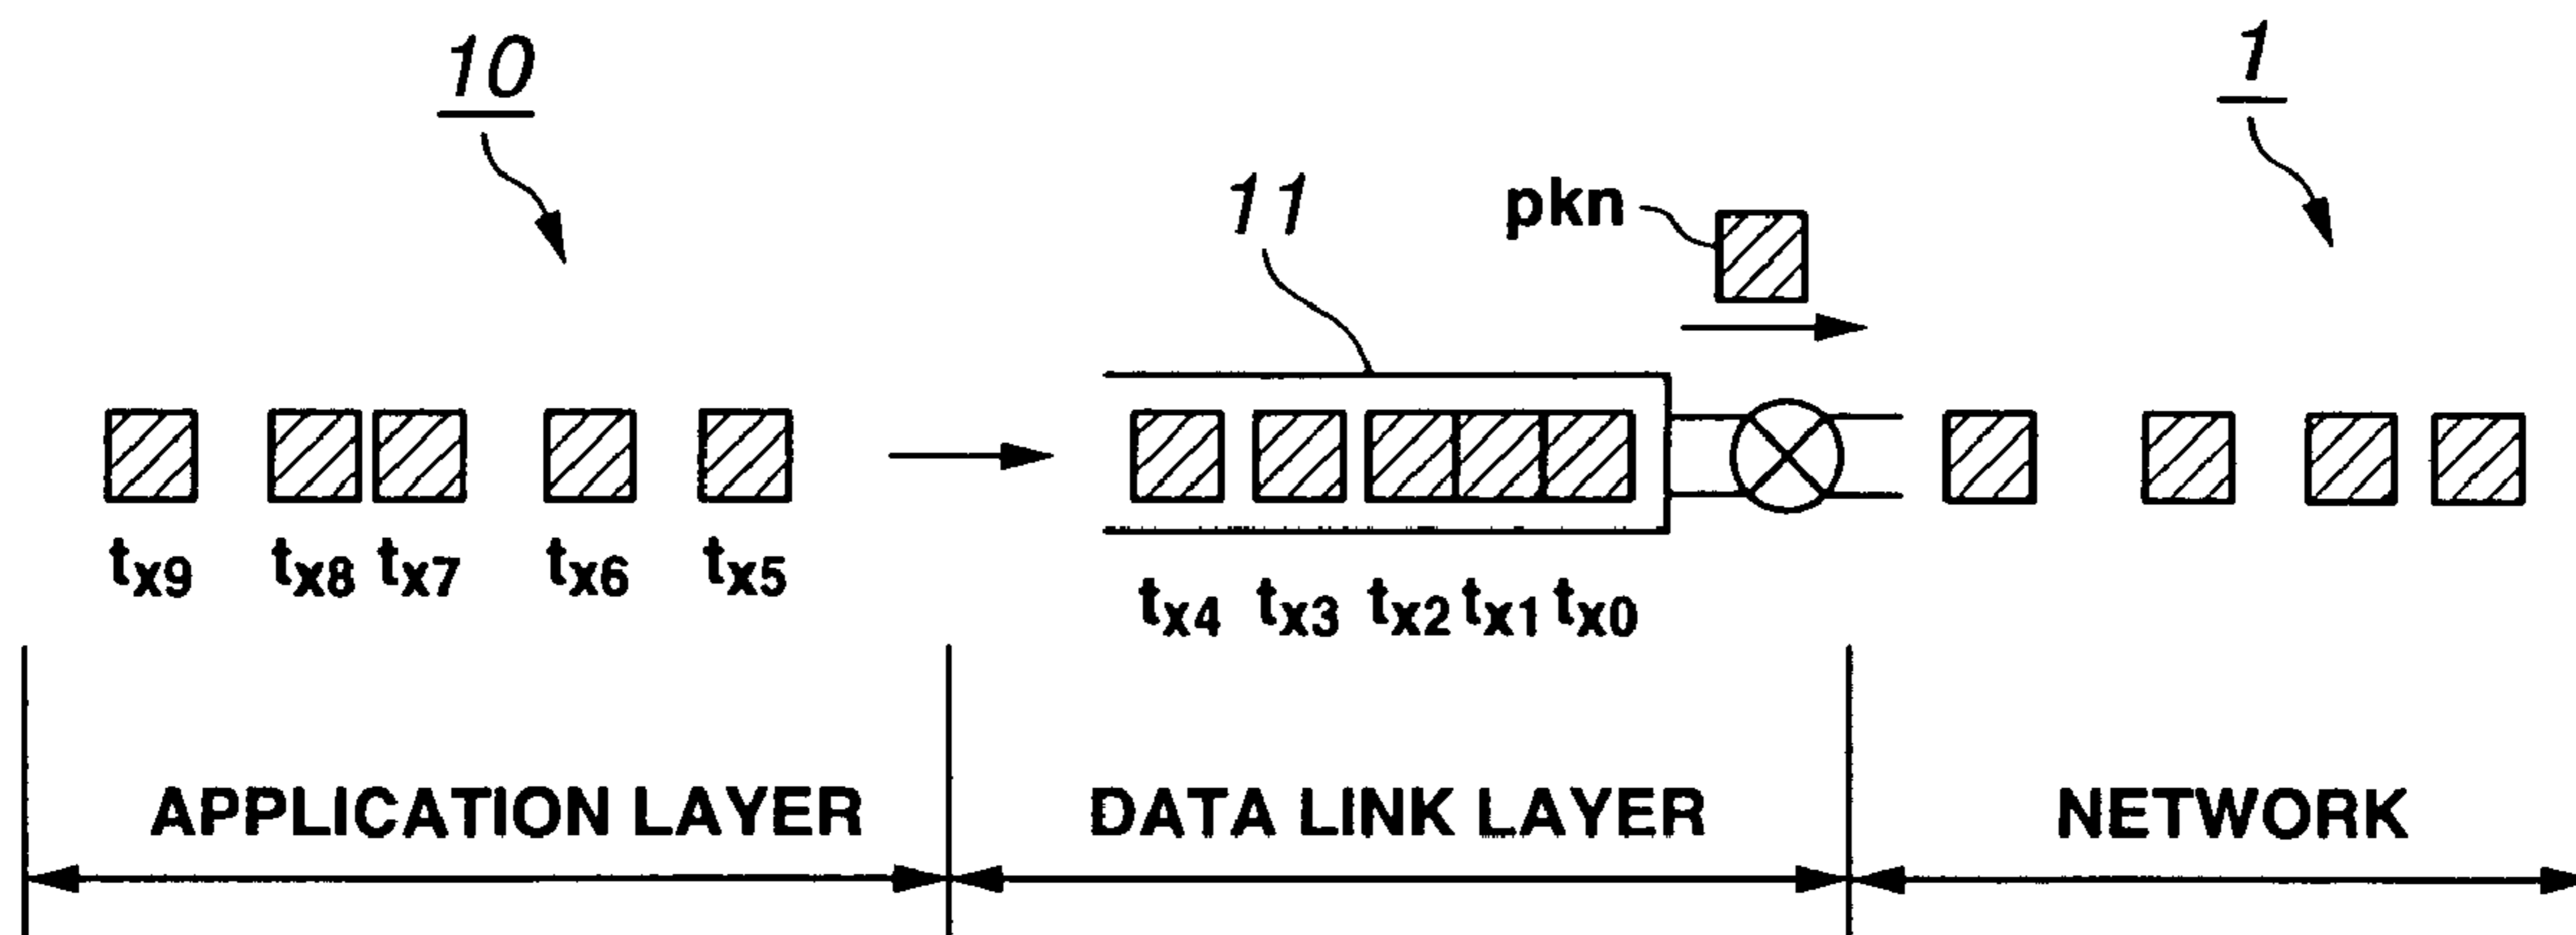 10
1
11
pkn
tx9 tx8 tx7 tx6 tx5
tx4 tx3 tx2 tx1 tx0
APPLICATION LAYER DATA LINK LAYER NETWORK